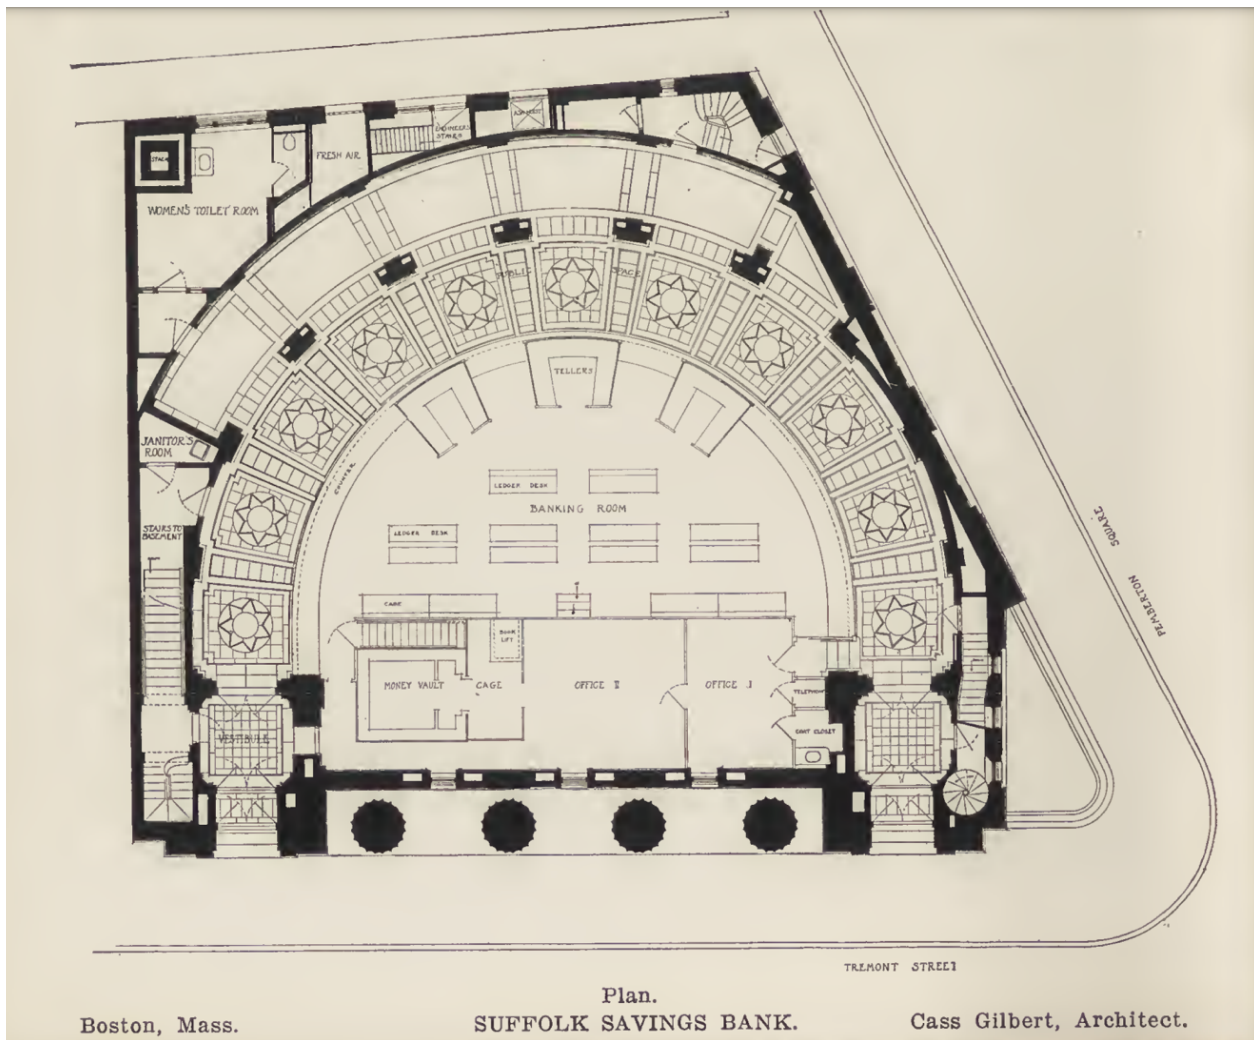 STACK
WOMEN'S TOILET ROOM
FRESH AIR
ENGINEERS
STAIRS
PUBLIC SPACE
TELLERS
JANITOR'S
ROOM
COUNTER
LEDGER DESK
BANKING ROOM
STAIRS TO
BASEMENT
LEDGER DESK
CAGE
BOOK
LIFT
MONEY VAULT
CAGE
OFFICE II
OFFICE I
TELEPHONE
COAT CLOSET
VESTIBULE
PEMBERTON SQUARE
TREMONT STREET
Plan.
Boston, Mass.
SUFFOLK SAVINGS BANK.
Cass Gilbert, Architect.